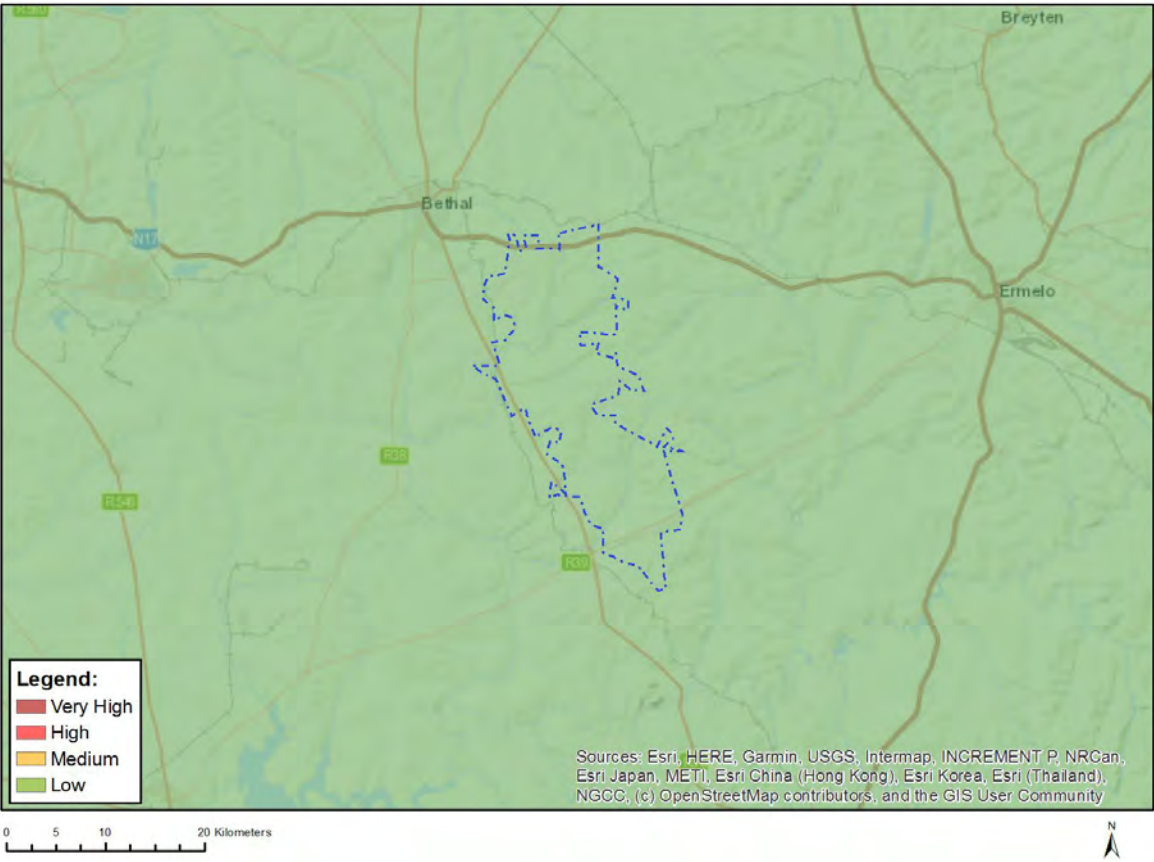 Breyten
Bethal
N17
Ermelo
R38
R39
Legend:
Very High
High
Medium
Low
Sources: Esri, HERE, Garmin, USGS, Intermap, INCREMENT P, NRCan,
Esri Japan, METI, Esri China (Hong Kong), Esri Korea, Esri (Thailand),
NGCC, (c) OpenStreetMap contributors, and the GIS User Community
0 5 10 20 Kilometers
N